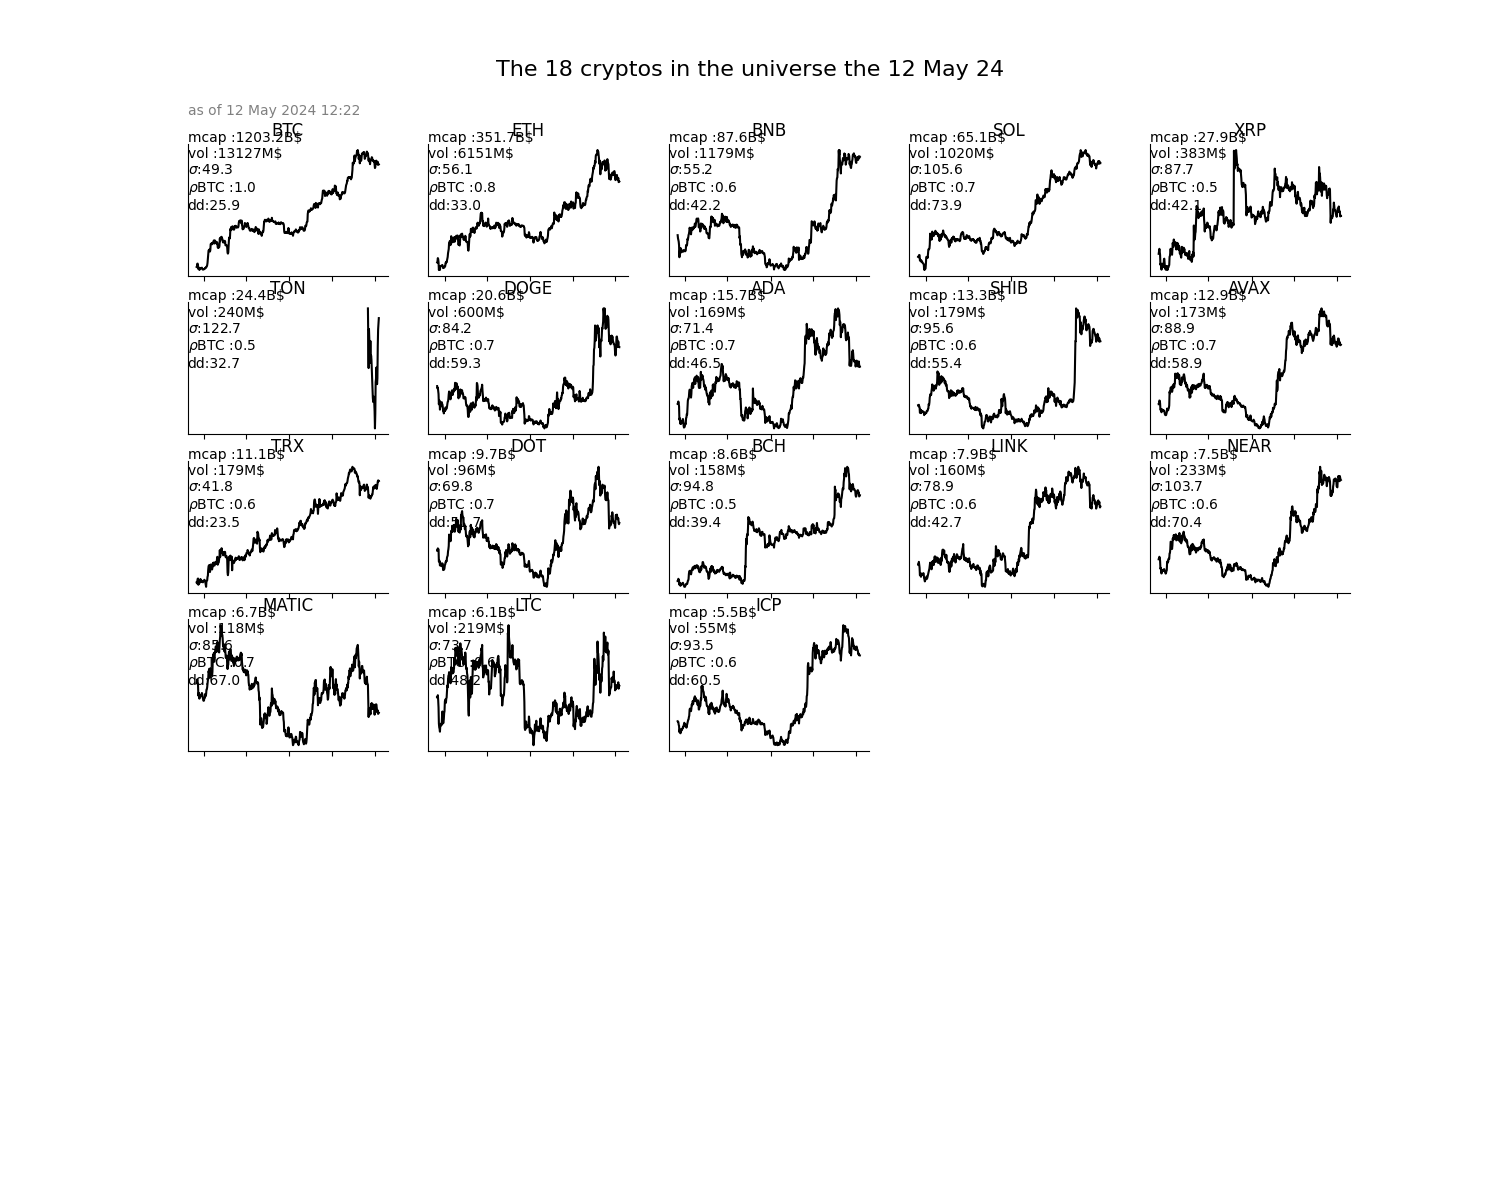 The 18 cryptos in the universe the 12 May 24
as of 12 May 2024 12:22
BTC
mcap :1203.2B$
vol :13127M$
σ:49.3
ρBTC :1.0
dd:25.9
ETH
mcap :351.7B$
vol :6151M$
σ:56.1
ρBTC :0.8
dd:33.0
BNB
mcap :87.6B$
vol :1179M$
σ:55.2
ρBTC :0.6
dd:42.2
SOL
mcap :65.1B$
vol :1020M$
σ:105.6
ρBTC :0.7
dd:73.9
XRP
mcap :27.9B$
vol :383M$
σ:87.7
ρBTC :0.5
dd:42.1
TON
mcap :24.4B$
vol :240M$
σ:122.7
ρBTC :0.5
dd:32.7
DOGE
mcap :20.6B$
vol :600M$
σ:84.2
ρBTC :0.7
dd:59.3
ADA
mcap :15.7B$
vol :169M$
σ:71.4
ρBTC :0.7
dd:46.5
SHIB
mcap :13.3B$
vol :179M$
σ:95.6
ρBTC :0.6
dd:55.4
AVAX
mcap :12.9B$
vol :173M$
σ:88.9
ρBTC :0.7
dd:58.9
TRX
mcap :11.1B$
vol :179M$
σ:41.8
ρBTC :0.6
dd:23.5
DOT
mcap :9.7B$
vol :96M$
σ:69.8
ρBTC :0.7
BCH
mcap :8.6B$
vol :158M$
σ:94.8
ρBTC :0.5
dd:39.4
LINK
mcap :7.9B$
vol :160M$
σ:78.9
ρBTC :0.6
dd:42.7
NEAR
mcap :7.5B$
vol :233M$
σ:103.7
ρBTC :0.6
dd:70.4
MATIC
mcap :6.7B$
vol :118M$
σ:85.6
ρBTC :0.7
dd:67.0
LTC
mcap :6.1B$
vol :219M$
σ:73.7
ρBTC :0.6
dd:48.2
ICP
mcap :5.5B$
vol :55M$
σ:93.5
ρBTC :0.6
dd:60.5